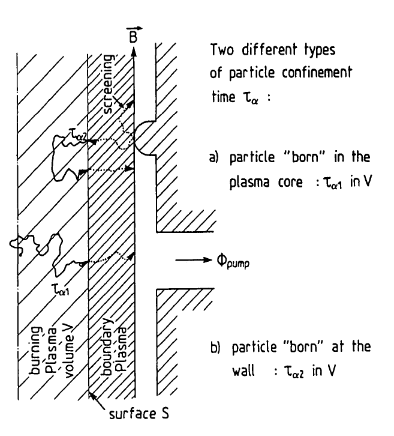 B
Two different types
of particle confinement
time τα :
screening
τα2
a) particle "born" in the
plasma core : τα1 in V
Φpump
τα1
burning
Plasma
volume V
boundary
Plasma
b) particle "born" at the
wall : τα2 in V
surface S